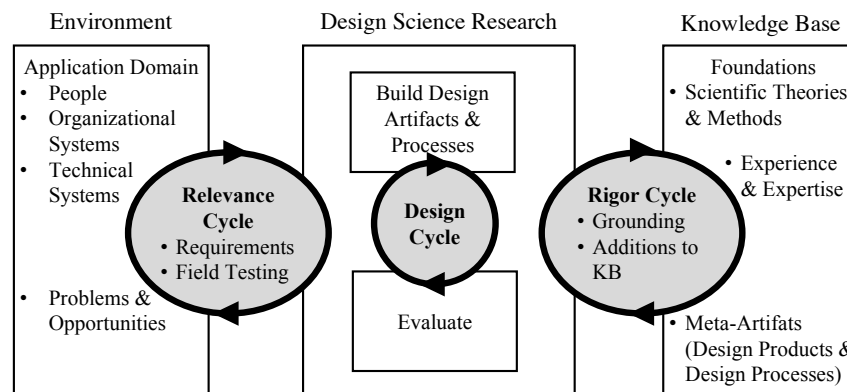 Environment
Design Science Research
Knowledge Base
Application Domain
• People
• Organizational
Systems
• Technical
Systems
• Problems &
Opportunities
Relevance
Cycle
• Requirements
• Field Testing
Build Design
Artifacts &
Processes
Design
Cycle
Evaluate
Rigor Cycle
• Grounding
• Additions to
KB
Foundations
• Scientific Theories
& Methods
• Experience
& Expertise
• Meta-Artifats
(Design Products &
Design Processes)